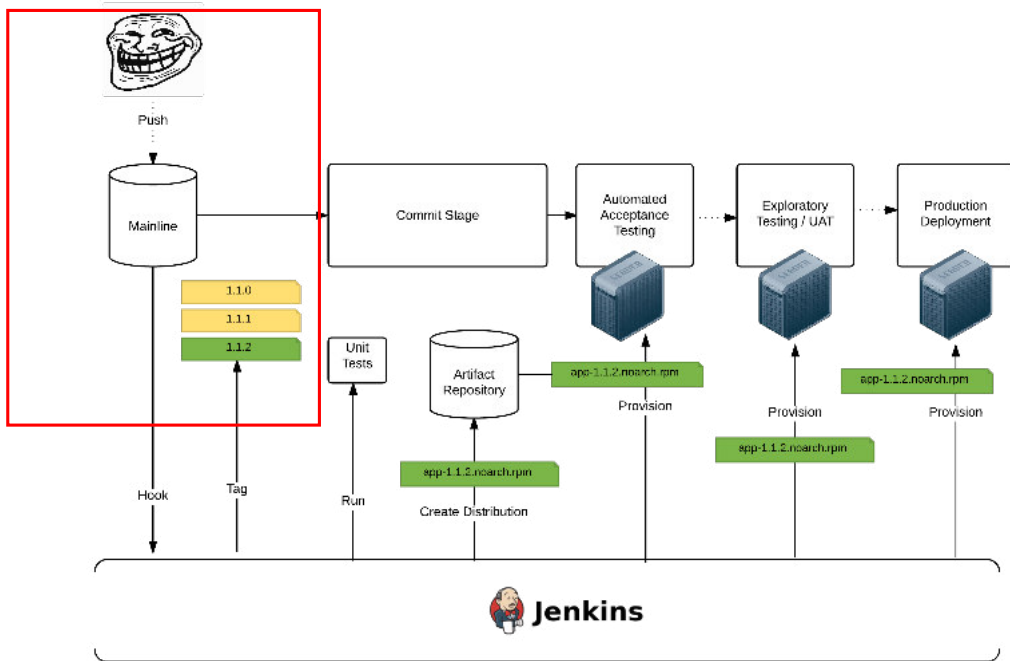 Push
Mainline
Commit Stage
Automated
Acceptance
Testing
Exploratory
Testing / UAT
Production
Deployment
SERVER
SERVER
SERVER
1.1.0
1.1.1
1.1.2
Unit
Tests
Artifact
Repository
app-1.1.2.noarch.rpm
Provision
app-1.1.2.noarch.rpm
Provision
app-1.1.2.noarch.rpm
Provision
app-1.1.2.noarch.rpm
Hook
Tag
Run
Create Distribution
Jenkins